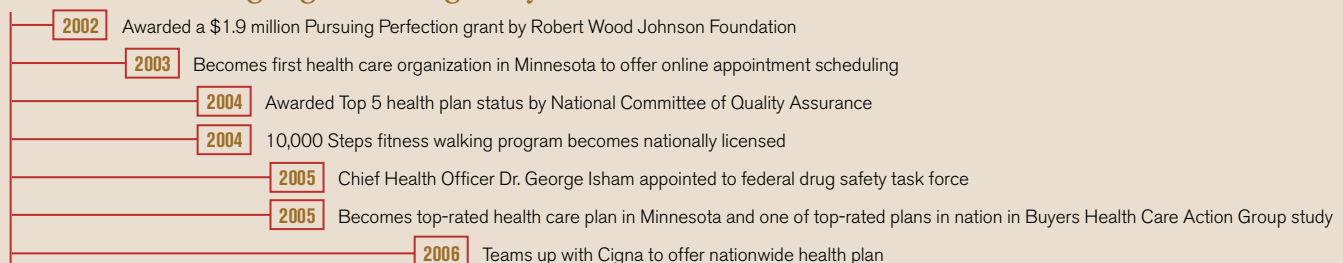 2002 Awarded a $1.9 million Pursuing Perfection grant by Robert Wood Johnson Foundation
2003 Becomes first health care organization in Minnesota to offer online appointment scheduling
2004 Awarded Top 5 health plan status by National Committee of Quality Assurance
2004 10,000 Steps fitness walking program becomes nationally licensed
2005 Chief Health Officer Dr. George Isham appointed to federal drug safety task force
2005 Becomes top-rated health care plan in Minnesota and one of top-rated plans in nation in Buyers Health Care Action Group study
2006 Teams up with Cigna to offer nationwide health plan